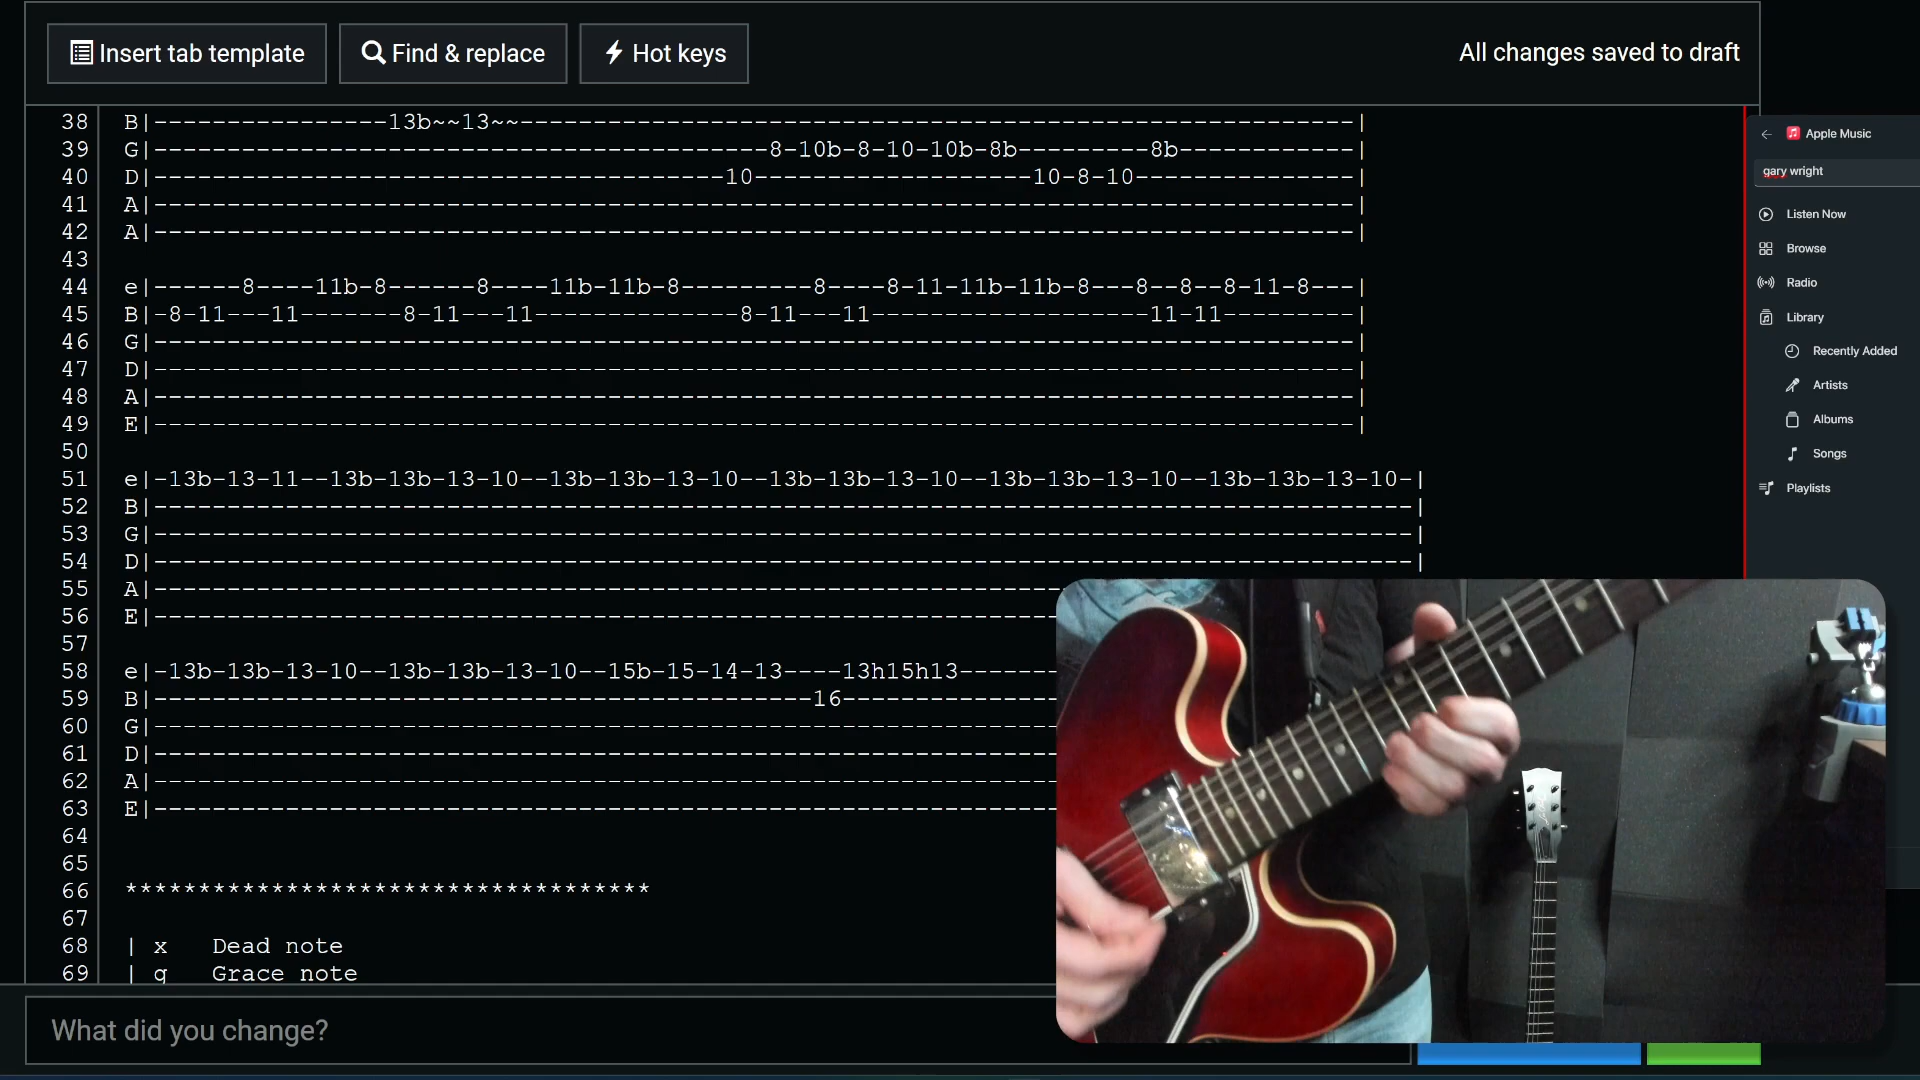 Insert tab template
Find & replace
Hot keys
All changes saved to draft
38 B|----------------13b~~13~~---------------------------------------------------------|
39 G|------------------------------------------8-10b-8-10-10b-8b---------8b------------|
40 D|---------------------------------------10-------------------10-8-10---------------|
41 A|----------------------------------------------------------------------------------|
42 A|----------------------------------------------------------------------------------|
43
44 e|------8----11b-8------8----11b-11b-8---------8----8-11-11b-11b-8---8--8--8-11-8---|
45 B|-8-11---11-------8-11---11--------------8-11---11-------------------11-11---------|
46 G|----------------------------------------------------------------------------------|
47 D|----------------------------------------------------------------------------------|
48 A|----------------------------------------------------------------------------------|
49 E|----------------------------------------------------------------------------------|
50
51 e|-13b-13-11--13b-13b-13-10--13b-13b-13-10--13b-13b-13-10--13b-13b-13-10--13b-13b-13-10-|
52 B|--------------------------------------------------------------------------------------|
53 G|--------------------------------------------------------------------------------------|
54 D|--------------------------------------------------------------------------------------|
55 A|--------------------------------------------------------------
56 E|--------------------------------------------------------------
57
58 e|-13b-13b-13-10--13b-13b-13-10--15b-15-14-13----13h15h13-------
59 B|---------------------------------------------16---------------
60 G|--------------------------------------------------------------
61 D|--------------------------------------------------------------
62 A|--------------------------------------------------------------
63 E|--------------------------------------------------------------
64
65
66 ************************************
67
68 | x Dead note
69 | g Grace note
What did you change?
Apple Music
gary wright
Listen Now
Browse
Radio
Library
Recently Added
Artists
Albums
Songs
Playlists